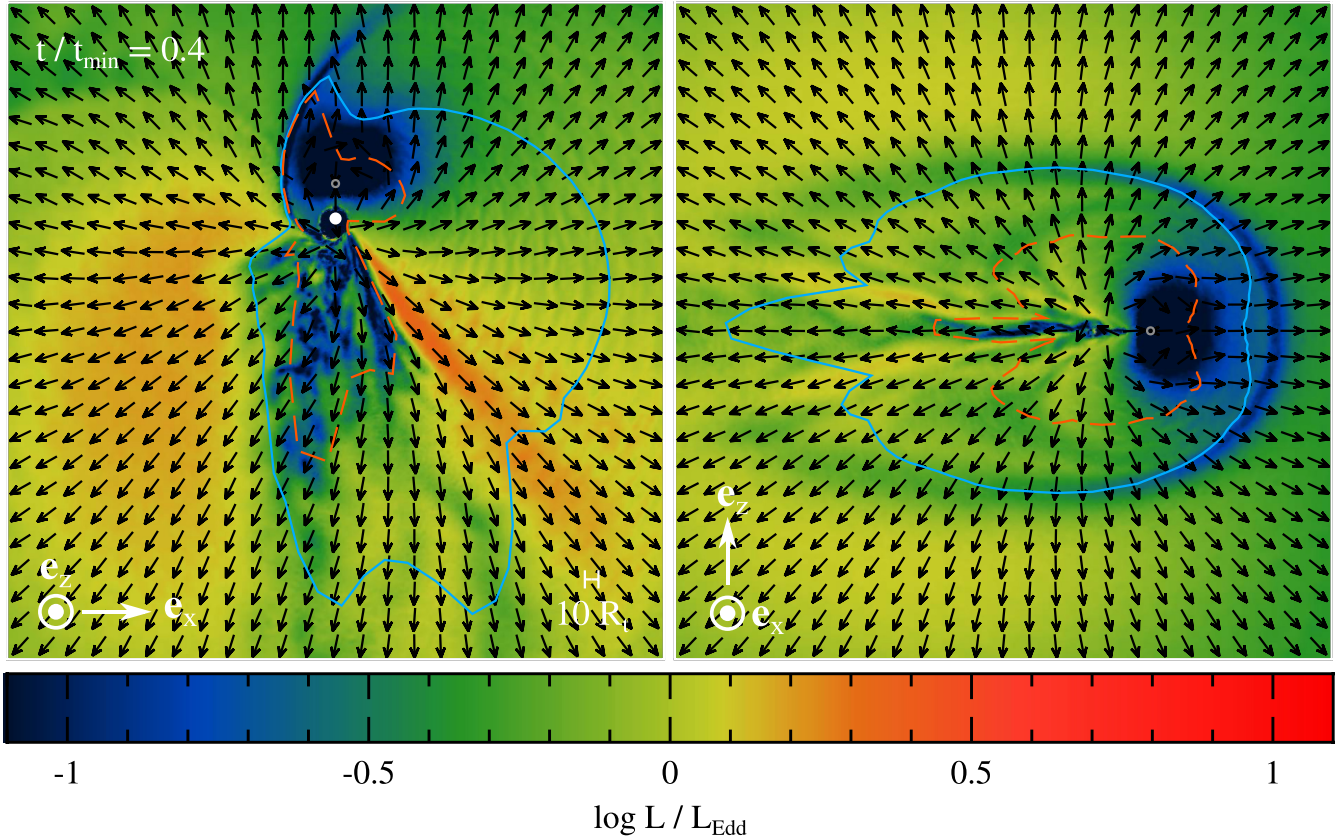 t / t_min = 0.4
e_z
e_x
10 R_t
e_z
e_x
-1 -0.5 0 0.5 1
log L / L_Edd